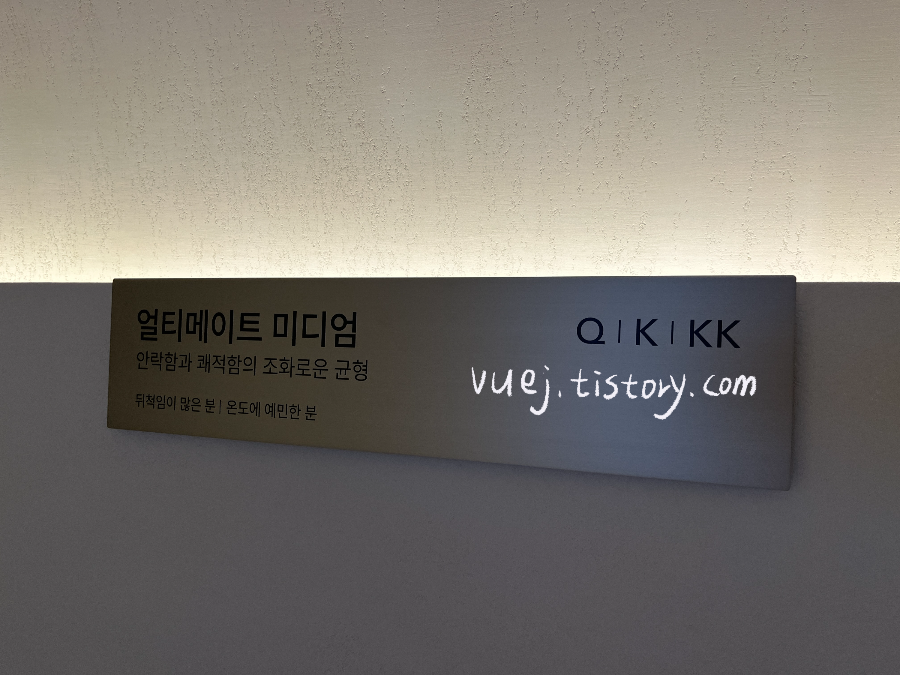 얼티메이트 미디엄
안락함과 쾌적함의 조화로운 균형
뒤척임이 많은 분 | 온도에 예민한 분
Q | K | KK
vuej.tistory.com